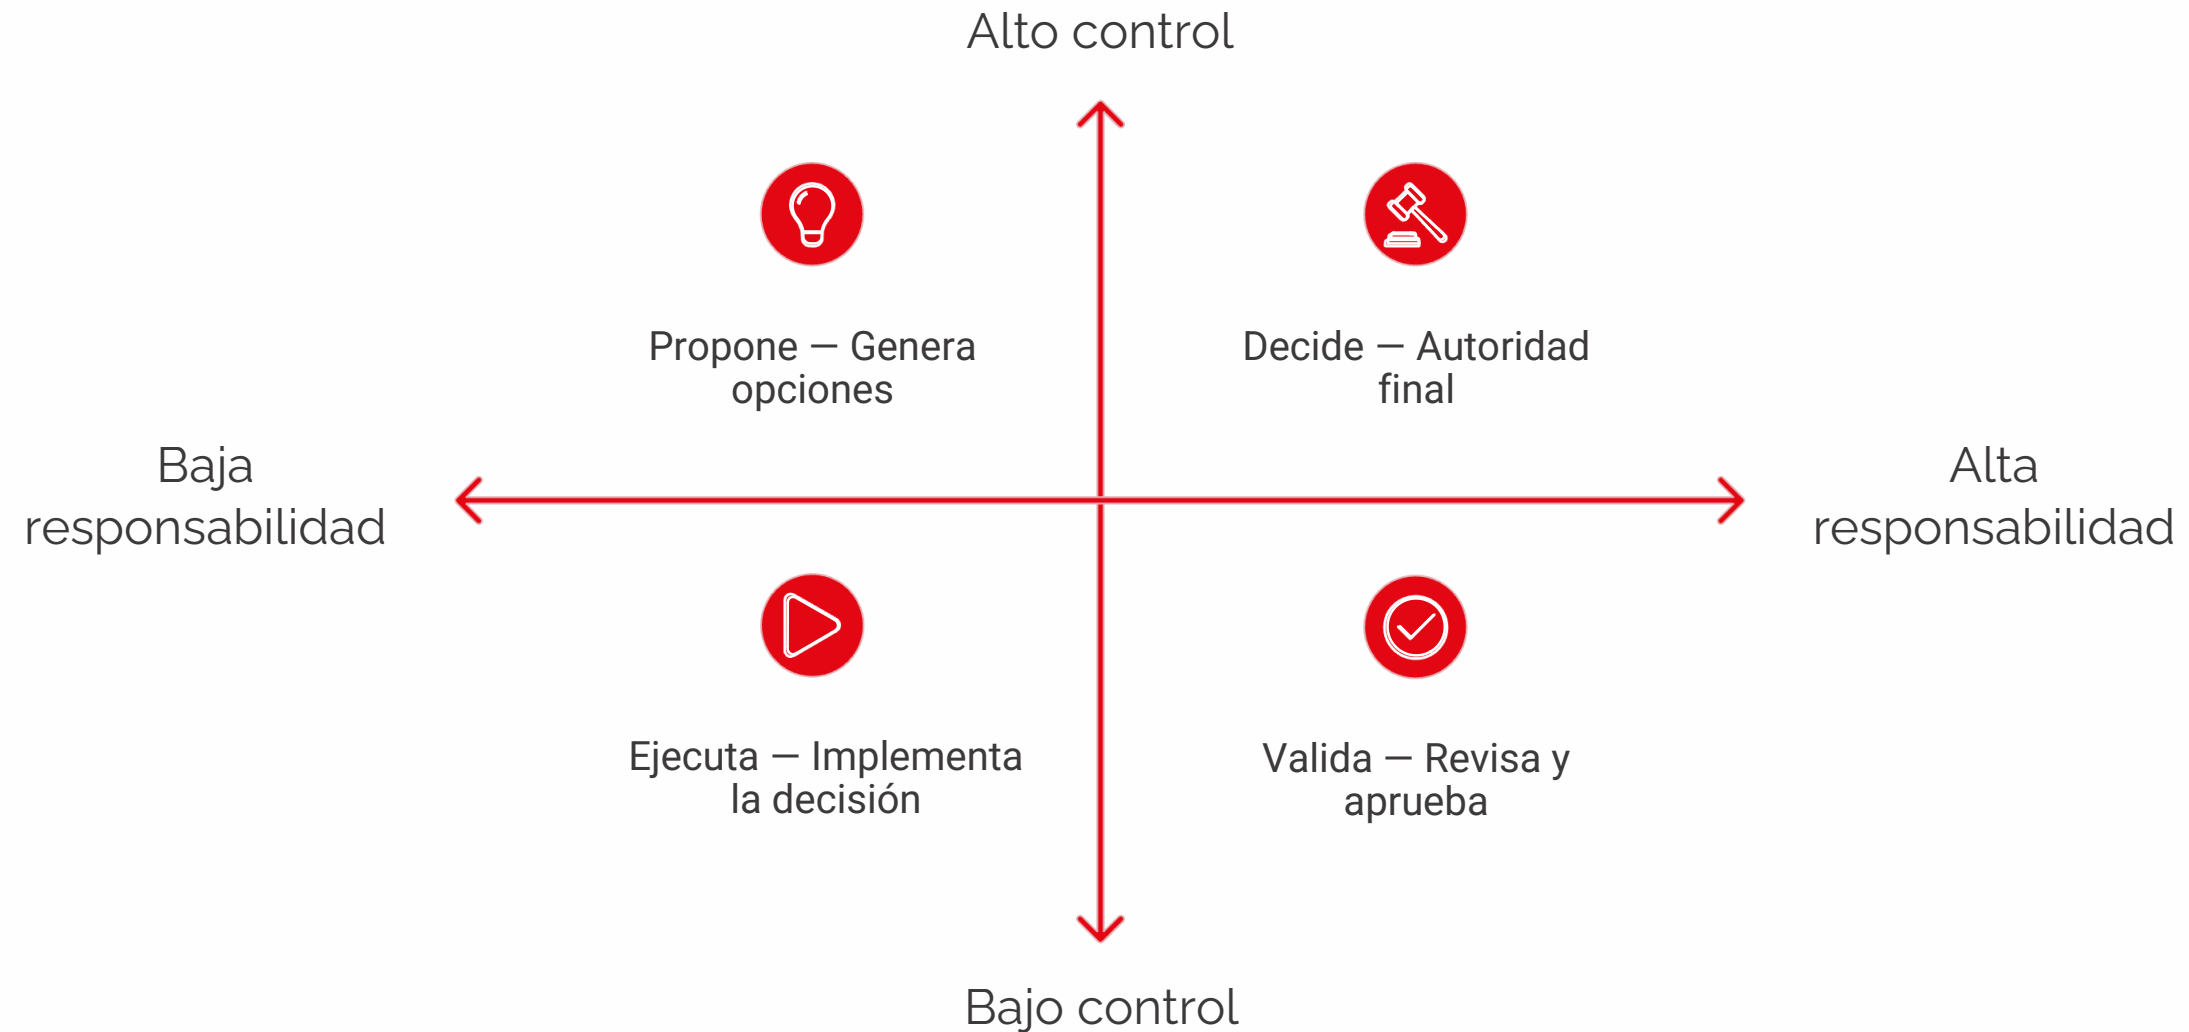 Alto control
Propone — Genera
opciones
Decide — Autoridad
final
Baja
responsabilidad
Alta
responsabilidad
Ejecuta — Implementa
la decisión
Valida — Revisa y
aprueba
Bajo control